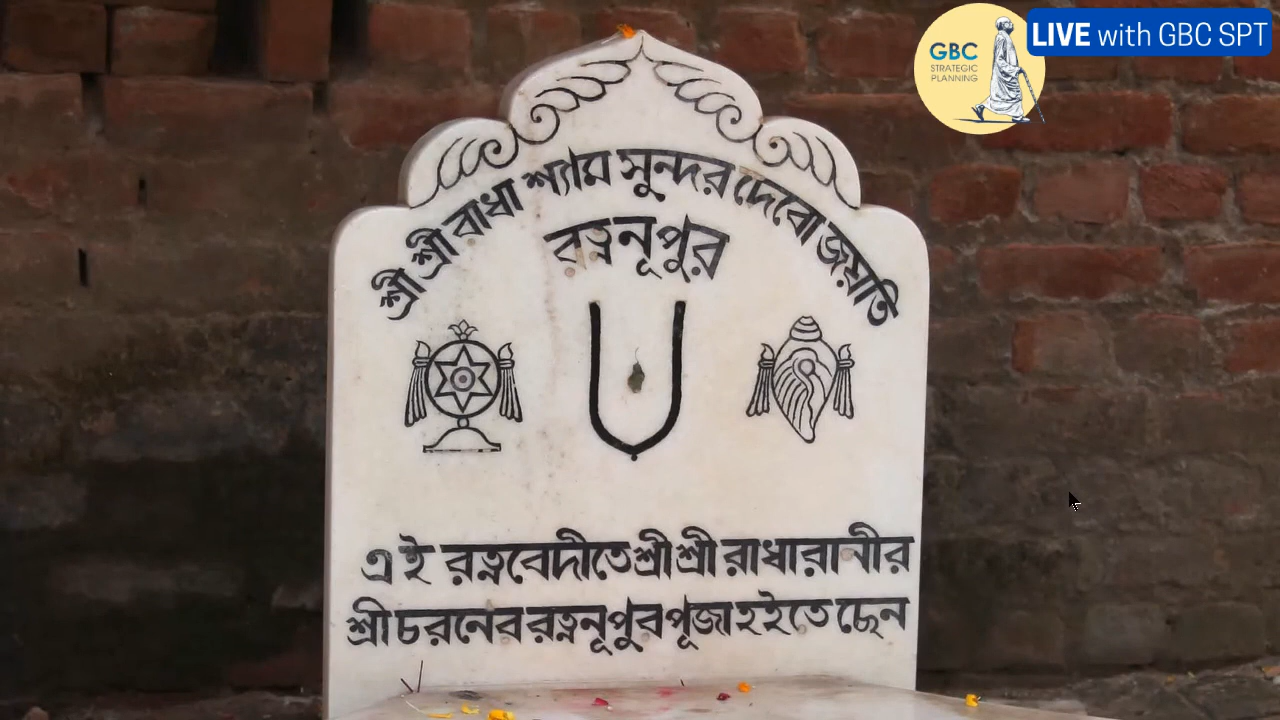 LIVE with GBC SPT
GBC
STRATEGIC
PLANNING
শ্রী শ্রী রাধা শ্যাম সুন্দর দেবো জয়তি
রত্ননূপুর
এই রত্নবেদীতে শ্রী শ্রী রাধারানীর
শ্রীচরনের রত্ননূপুর পূজা হইতেছেন